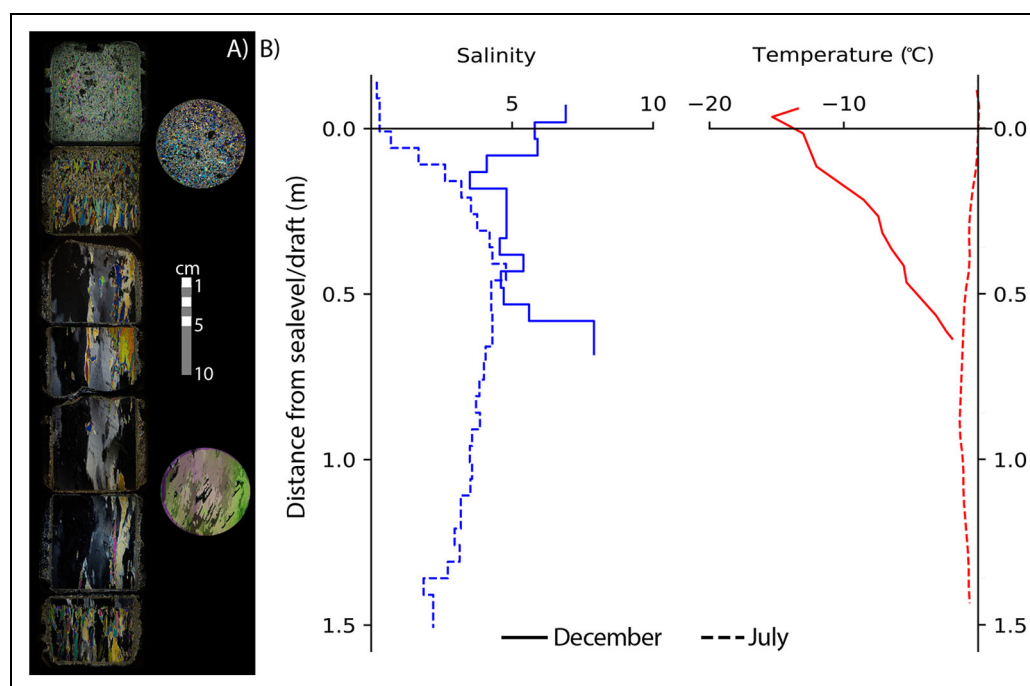 A) B)
Salinity
Temperature (℃)
5
10
−20
−10
0.0
0.0
cm
1
5
10
Distance from sealevel/draft (m)
0.5
0.5
1.0
1.0
1.5
1.5
December
July